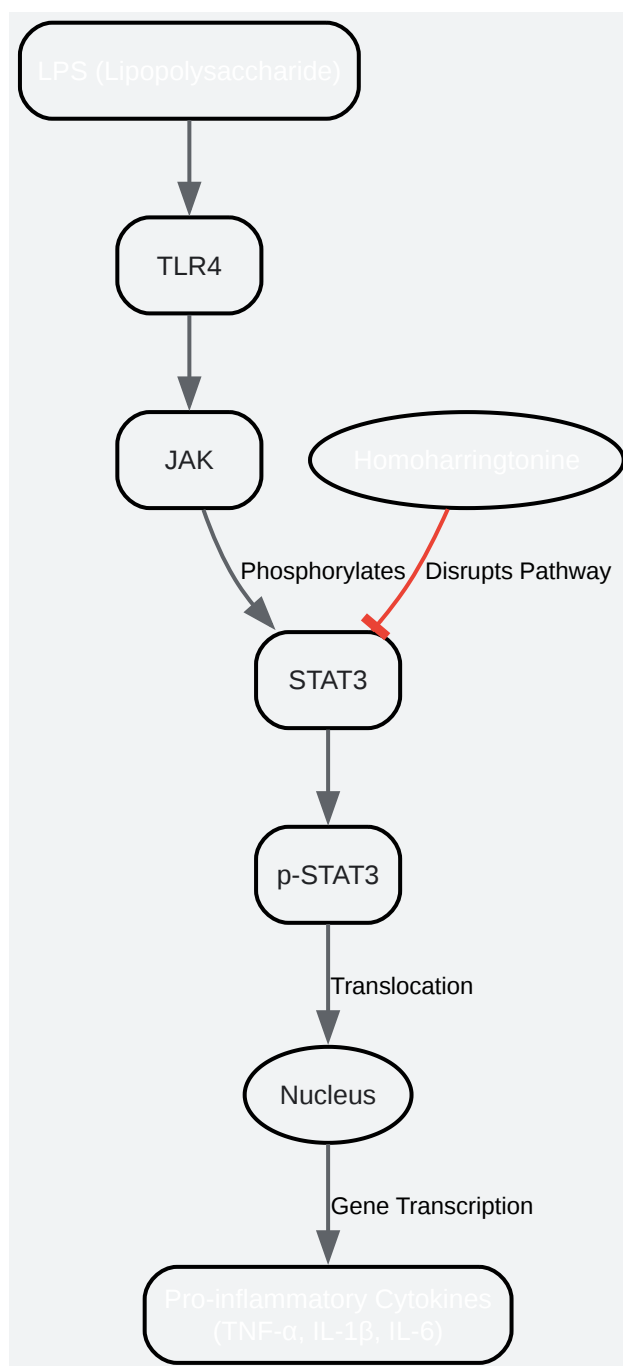 LPS (Lipopolysaccharide)
TLR4
JAK
Homoharringtonine
Phosphorylates
Disrupts Pathway
STAT3
p-STAT3
Translocation
Nucleus
Gene Transcription
Pro-inflammatory Cytokines
(TNF-α, IL-1β, IL-6)